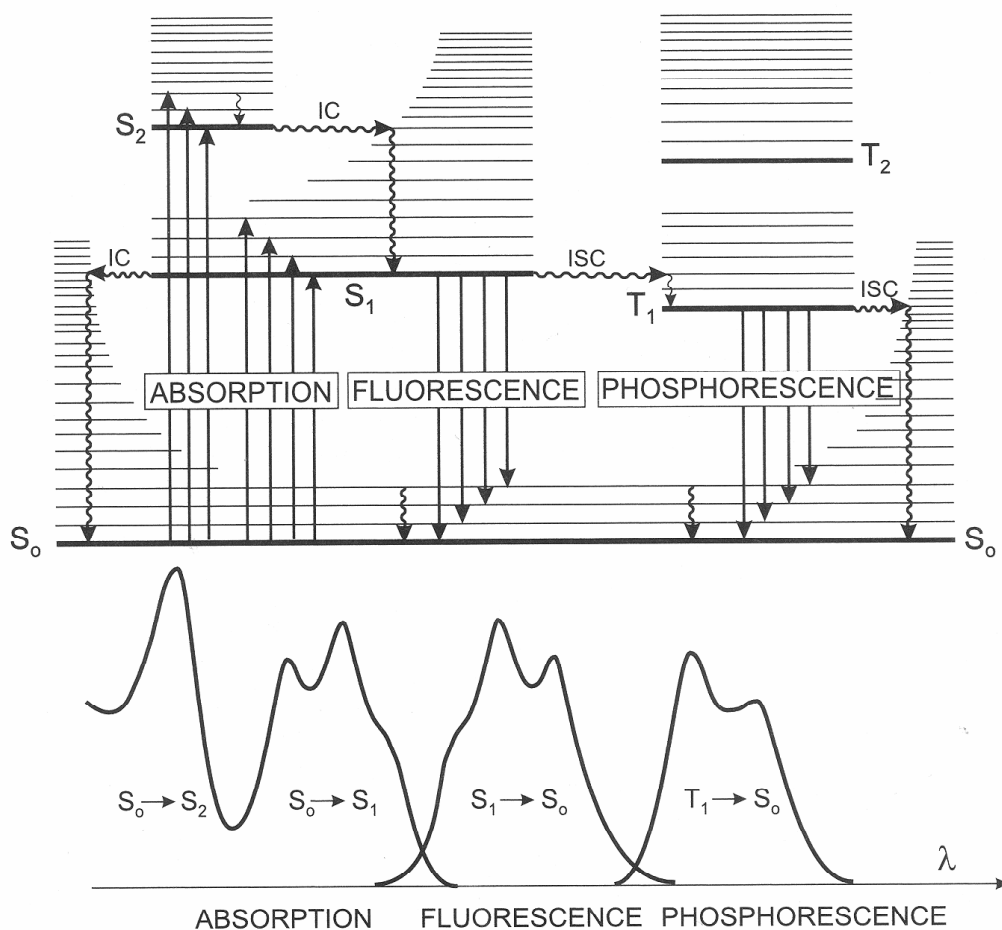 IC
S₂
T₂
IC
ISC
S₁
T₁
ISC
ABSORPTION
FLUORESCENCE
PHOSPHORESCENCE
Sₒ
Sₒ
Sₒ → S₂
Sₒ → S₁
S₁ → Sₒ
T₁ → Sₒ
λ
ABSORPTION
FLUORESCENCE
PHOSPHORESCENCE